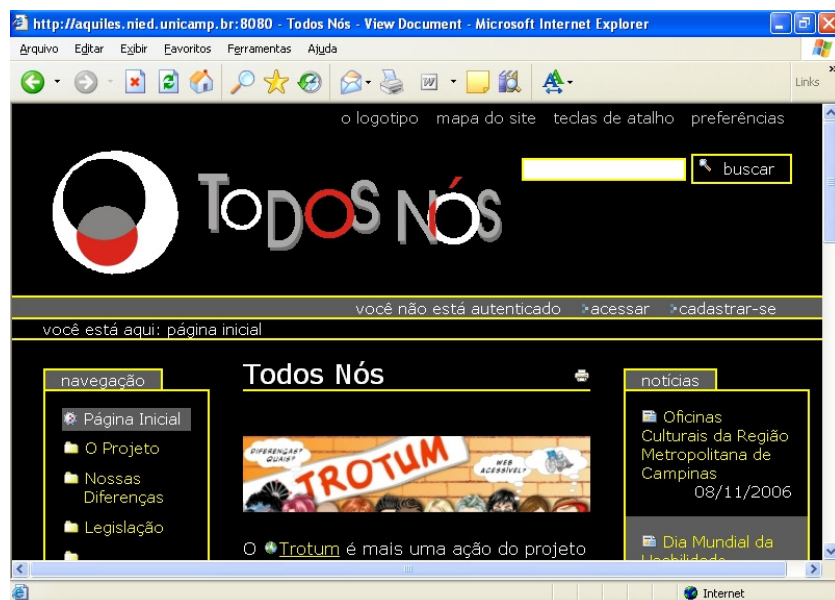 http://aquiles.nied.unicamp.br:8080 - Todos Nós - View Document - Microsoft Internet Explorer
Arquivo Editar Exibir Favoritos Ferramentas Ajuda
Links
o logotipo mapa do site teclas de atalho preferências
buscar
TODOS NÓS
você não está autenticado acessar cadastrar-se
você está aqui: página inicial
navegação
Página Inicial
O Projeto
Nossas
Diferenças
Legislação
Todos Nós
DIFERENÇAS?
QUAIS?
TROTUM
WEB
ACESSÍVEL?
O Trotum é mais uma ação do projeto
notícias
Oficinas
Culturais da Região
Metropolitana de
Campinas
08/11/2006
Dia Mundial da
Internet